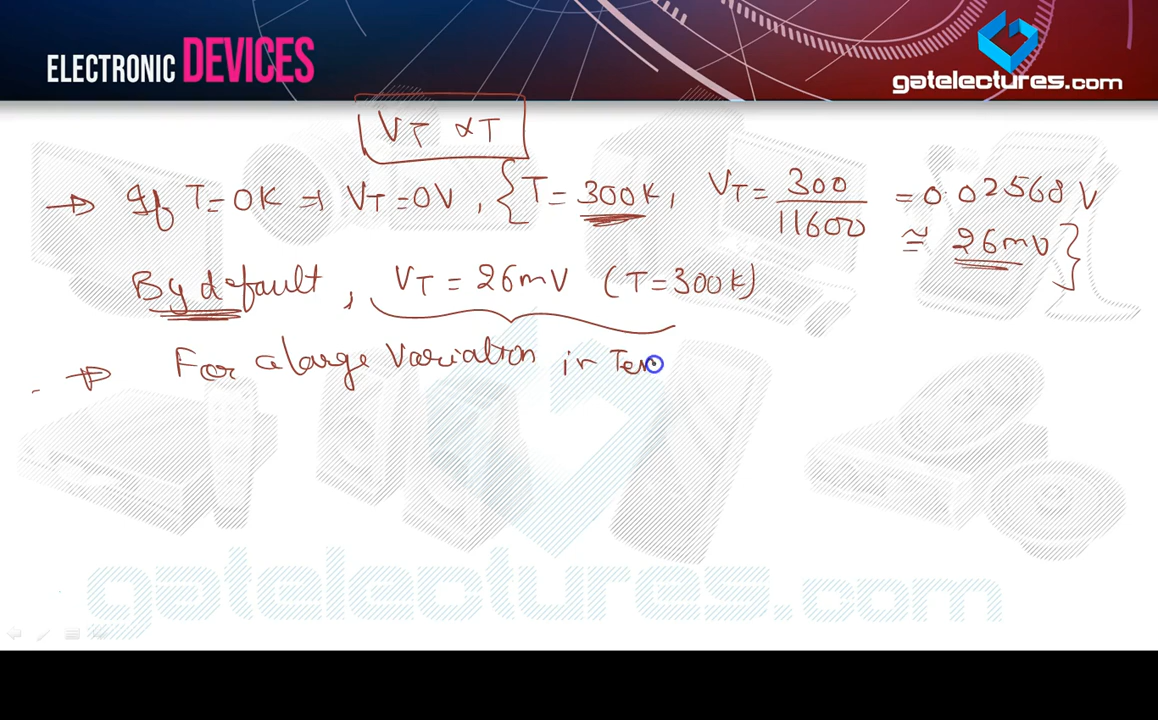 ELECTRONIC DEVICES
gatelectures.com
VT ∝ T
If T=0K ⇒ VT=0V, {T=300K, VT= 300/11600 = 0.02568 V
≅ 26mV}
By default, VT = 26mV (T=300K)
For a large Variation in Tem
gatelectures.com